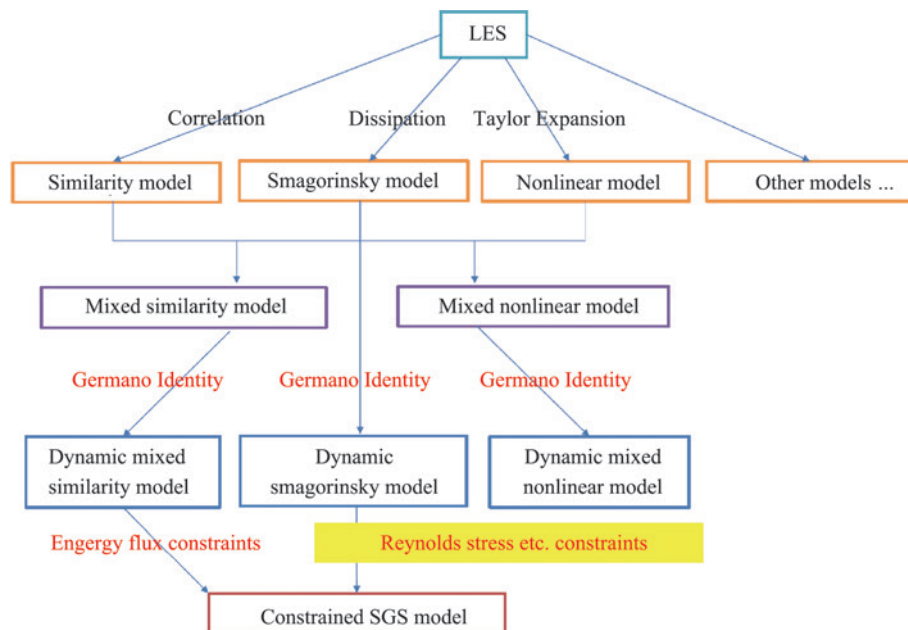 LES
Correlation
Dissipation
Taylor Expansion
Similarity model
Smagorinsky model
Nonlinear model
Other models ...
Mixed similarity model
Mixed nonlinear model
Germano Identity
Germano Identity
Germano Identity
Dynamic mixed
similarity model
Dynamic
smagorinsky model
Dynamic mixed
nonlinear model
Engergy flux constraints
Reynolds stress etc. constraints
Constrained SGS model